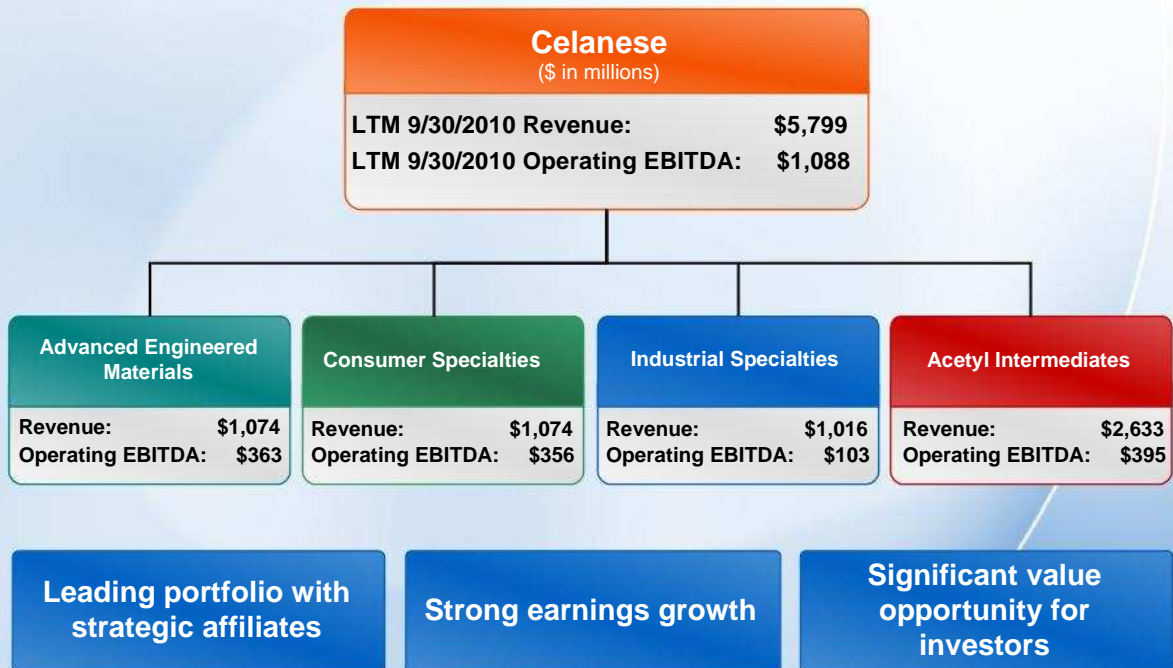 Celanese
($ in millions)
LTM 9/30/2010 Revenue: $5,799
LTM 9/30/2010 Operating EBITDA: $1,088
Advanced Engineered
Materials
Revenue: $1,074
Operating EBITDA: $363
Consumer Specialties
Revenue: $1,074
Operating EBITDA: $356
Industrial Specialties
Revenue: $1,016
Operating EBITDA: $103
Acetyl Intermediates
Revenue: $2,633
Operating EBITDA: $395
Leading portfolio with
strategic affiliates
Strong earnings growth
Significant value
opportunity for
investors